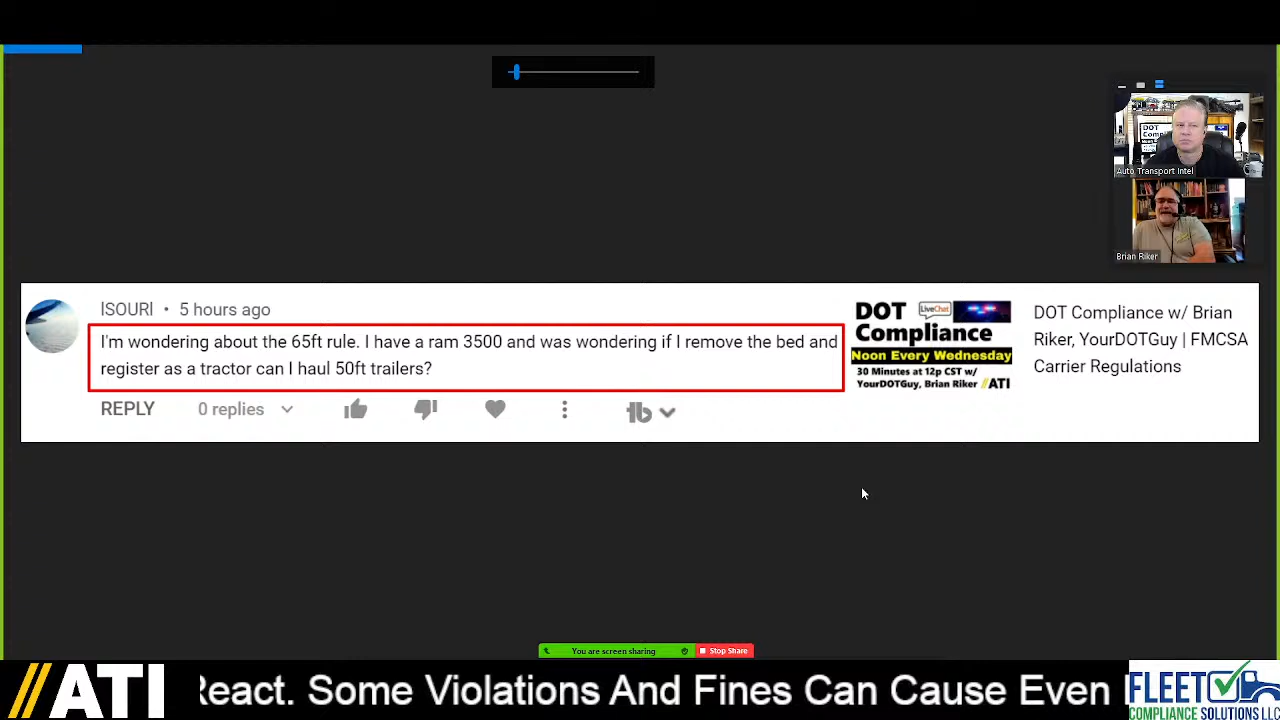 DOT
Auto Transport Intel
Brian Riker
ISOURI • 5 hours ago
I'm wondering about the 65ft rule. I have a ram 3500 and was wondering if I remove the bed and
register as a tractor can I haul 50ft trailers?
REPLY 0 replies
DOT LiveChat
Compliance
Noon Every Wednesday
30 Minutes at 12p CST w/
YourDOTGuy, Brian Riker //ATI
DOT Compliance w/ Brian
Riker, YourDOTGuy | FMCSA
Carrier Regulations
You are screen sharing Stop Share
//ATI
React. Some Violations And Fines Can Cause Even
FLEET
COMPLIANCE SOLUTIONS LLC